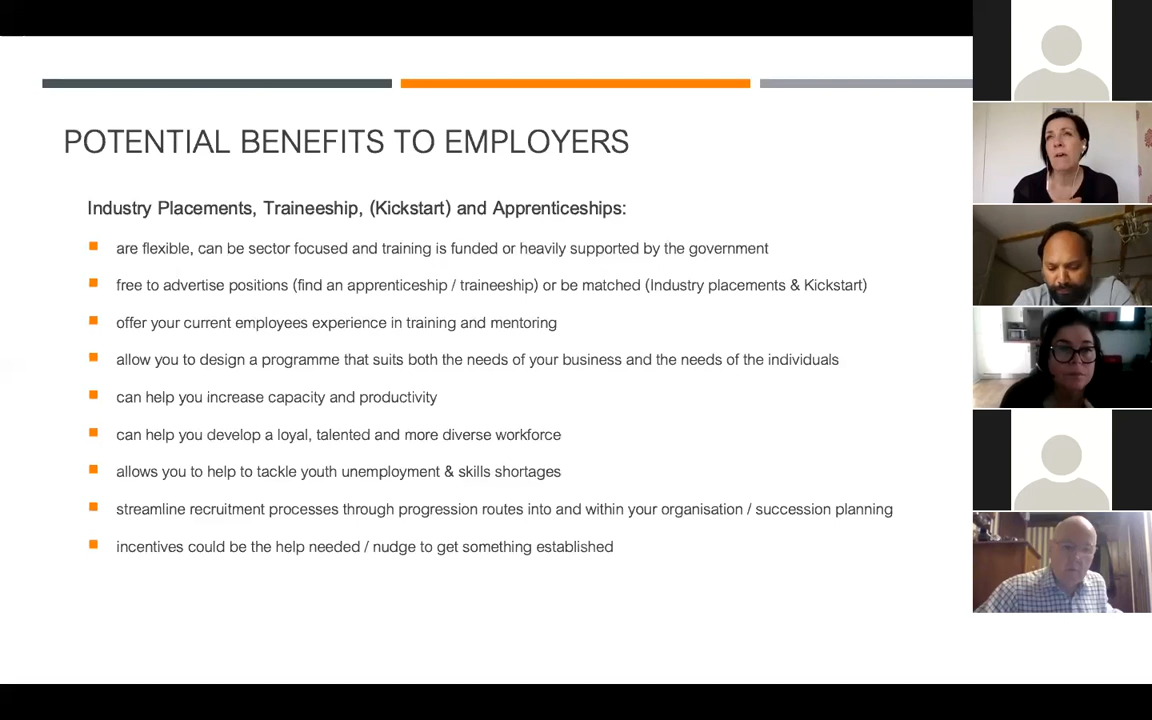 POTENTIAL BENEFITS TO EMPLOYERS
Industry Placements, Traineeship, (Kickstart) and Apprenticeships:
are flexible, can be sector focused and training is funded or heavily supported by the government
free to advertise positions (find an apprenticeship / traineeship) or be matched (Industry placements & Kickstart)
offer your current employees experience in training and mentoring
allow you to design a programme that suits both the needs of your business and the needs of the individuals
can help you increase capacity and productivity
can help you develop a loyal, talented and more diverse workforce
allows you to help to tackle youth unemployment & skills shortages
streamline recruitment processes through progression routes into and within your organisation / succession planning
incentives could be the help needed / nudge to get something established